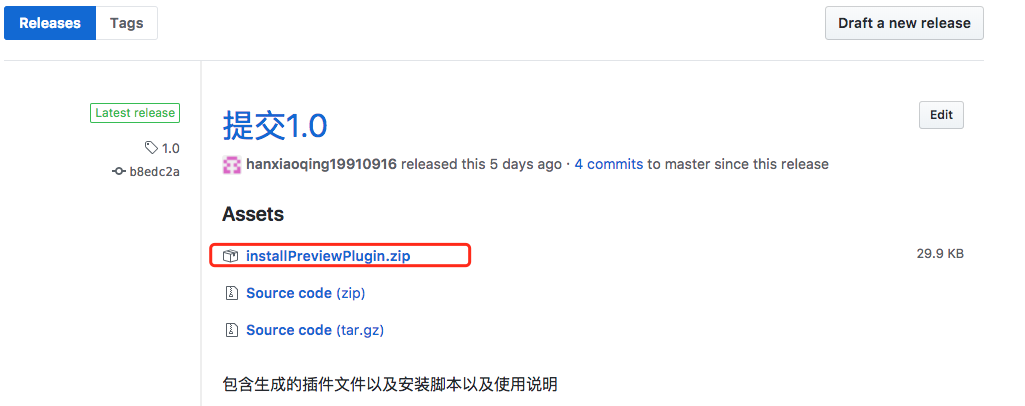 Releases Tags Draft a new release
Latest release
提交1.0 Edit
1.0
hanxiaoqing19910916 released this 5 days ago · 4 commits to master since this release
b8edc2a
Assets
installPreviewPlugin.zip 29.9 KB
Source code (zip)
Source code (tar.gz)
包含生成的插件文件以及安装脚本以及使用说明